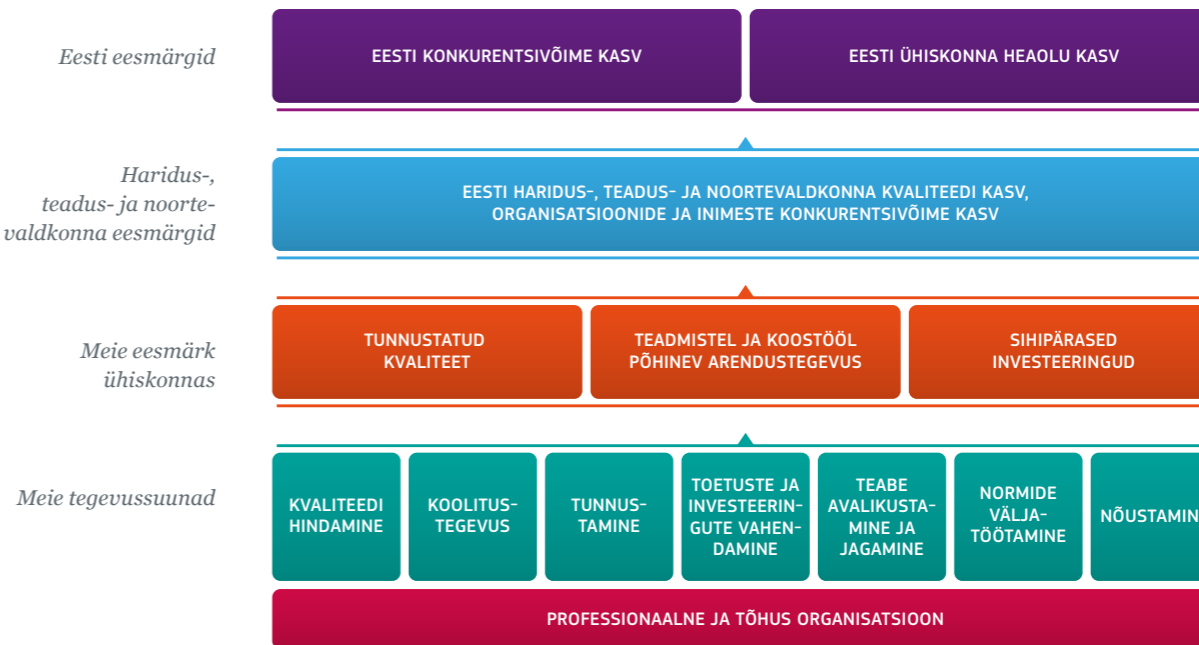 Eesti eesmärgid
EESTI KONKURENTSIVÕIME KASV
EESTI ÜHISKONNA HEAOLU KASV
Haridus-,
teadus- ja noorte-
valdkonna eesmärgid
EESTI HARIDUS-, TEADUS- JA NOORTEVALDKONNA KVALITEEDI KASV,
ORGANISATSIOONIDE JA INIMESTE KONKURENTSIVÕIME KASV
Meie eesmärk
ühiskonnas
TUNNUSTATUD
KVALITEET
TEADMISTEL JA KOOSTÖÖL
PÕHINEV ARENDUSTEGEVUS
SIHIPÄRASED
INVESTEERINGUD
Meie tegevussuunad
KVALITEEDI
HINDAMINE
KOOLITUS-
TEGEVUS
TUNNUS-
TAMINE
TOETUSTE JA
INVESTEERIN-
GUTE VAHEN-
DAMINE
TEABE
AVALIKUSTA-
MINE JA
JAGAMINE
NORMIDE
VÄLJA-
TÖÖTAMINE
NÕUSTAMIN
PROFESSIONAALNE JA TÕHUS ORGANISATSIOON